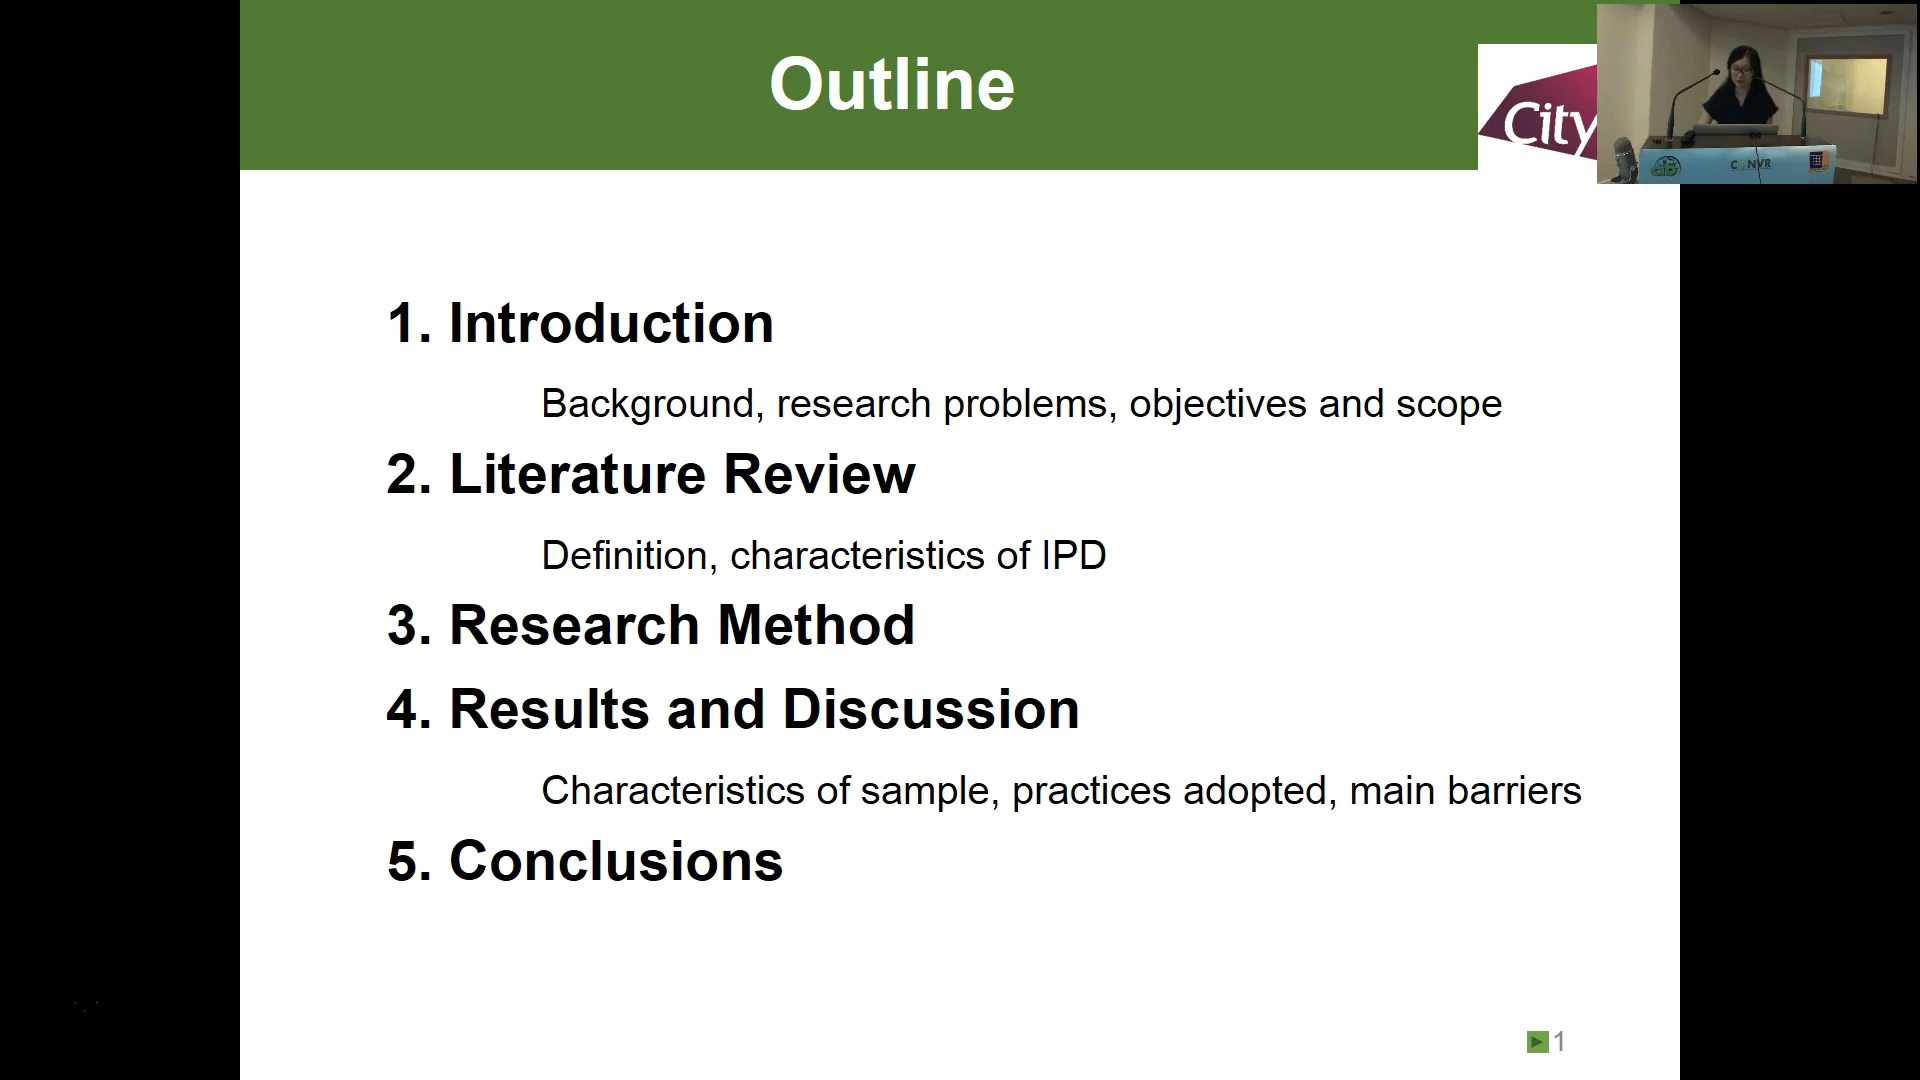 Outline
City
C NVR
1. Introduction
Background, research problems, objectives and scope
2. Literature Review
Definition, characteristics of IPD
3. Research Method
4. Results and Discussion
Characteristics of sample, practices adopted, main barriers
5. Conclusions
1